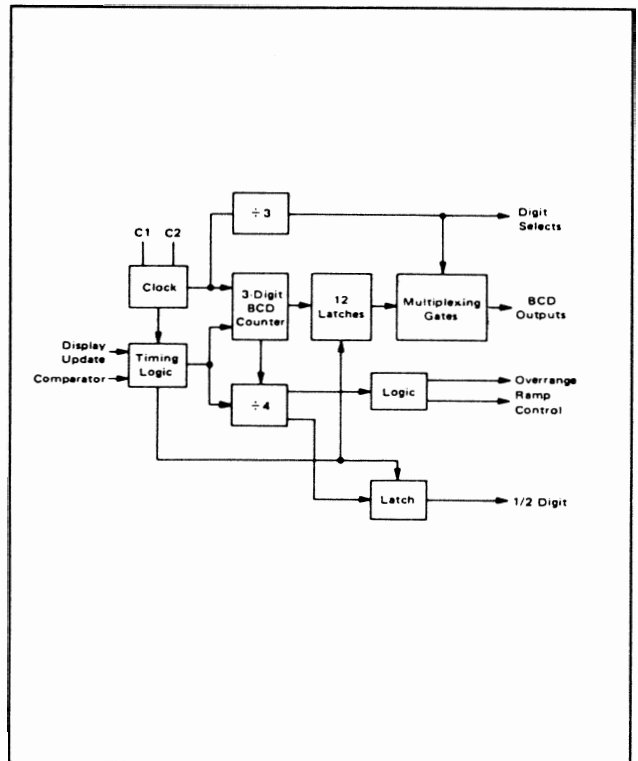 ÷3
Digit
Selects
C1 C2
Clock
3-Digit
BCD
Counter
12
Latches
Multiplexing
Gates
BCD
Outputs
Display
Update
Comparator
Timing
Logic
÷4
Logic
Overrange
Ramp
Control
Latch
1/2 Digit